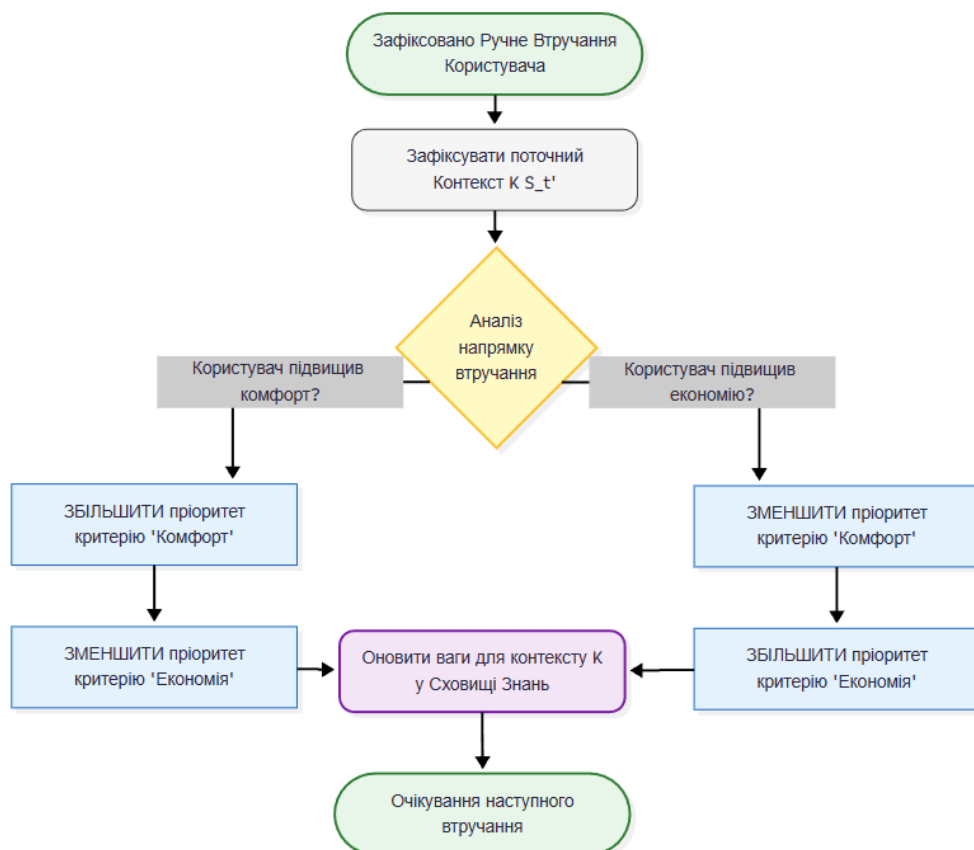 Зафіксовано Ручне Втручання
Користувача
Зафіксувати поточний
Контекст K S_t'
Аналіз
напрямку
втручання
Користувач підвищив
комфорт?
Користувач підвищив
економію?
ЗБІЛЬШИТИ пріоритет
критерію 'Комфорт'
ЗМЕНШИТИ пріоритет
критерію 'Комфорт'
ЗМЕНШИТИ пріоритет
критерію 'Економія'
Оновити ваги для контексту K
у Сховищі Знань
ЗБІЛЬШИТИ пріоритет
критерію 'Економія'
Очікування наступного
втручання